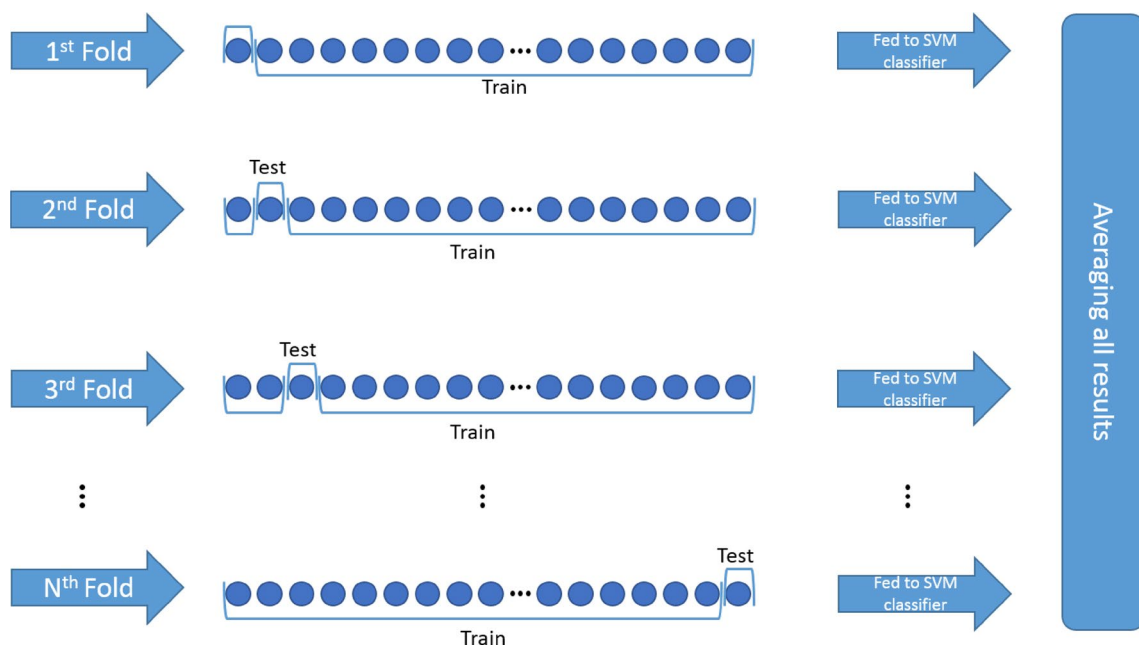 1st Fold
Train
Fed to SVM
classifier
Test
2nd Fold
Train
Fed to SVM
classifier
Test
3rd Fold
Train
Fed to SVM
classifier
Test
Nth Fold
Train
Fed to SVM
classifier
Averaging all results